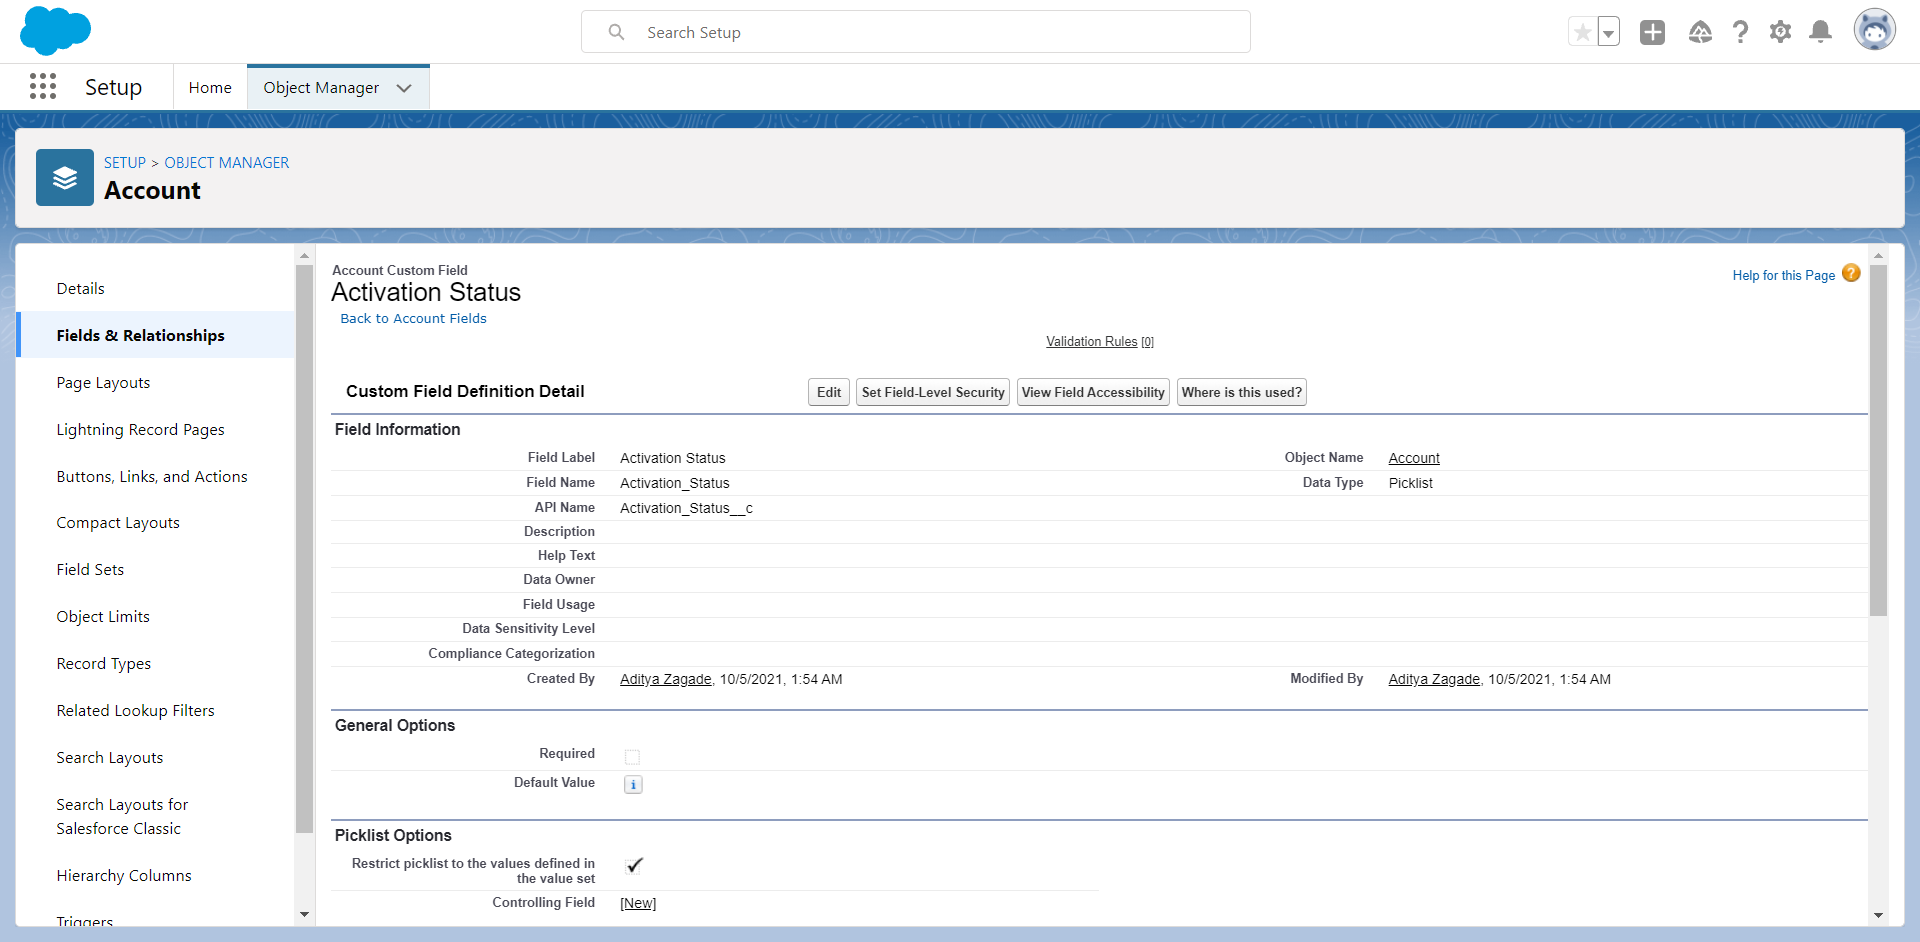 Search Setup
Setup
Home
Object Manager
SETUP > OBJECT MANAGER
Account
Details
Fields & Relationships
Page Layouts
Lightning Record Pages
Buttons, Links, and Actions
Compact Layouts
Field Sets
Object Limits
Record Types
Related Lookup Filters
Search Layouts
Search Layouts for
Salesforce Classic
Hierarchy Columns
Triggers
Account Custom Field
Activation Status
Back to Account Fields
Help for this Page
Validation Rules [0]
Custom Field Definition Detail
Edit
Set Field-Level Security
View Field Accessibility
Where is this used?
Field Information
Field Label Activation Status Object Name Account
Field Name Activation_Status Data Type Picklist
API Name Activation_Status__c
Description
Help Text
Data Owner
Field Usage
Data Sensitivity Level
Compliance Categorization
Created By Aditya Zagade, 10/5/2021, 1:54 AM Modified By Aditya Zagade, 10/5/2021, 1:54 AM
General Options
Required
Default Value
Picklist Options
Restrict picklist to the values defined in
the value set
Controlling Field [New]